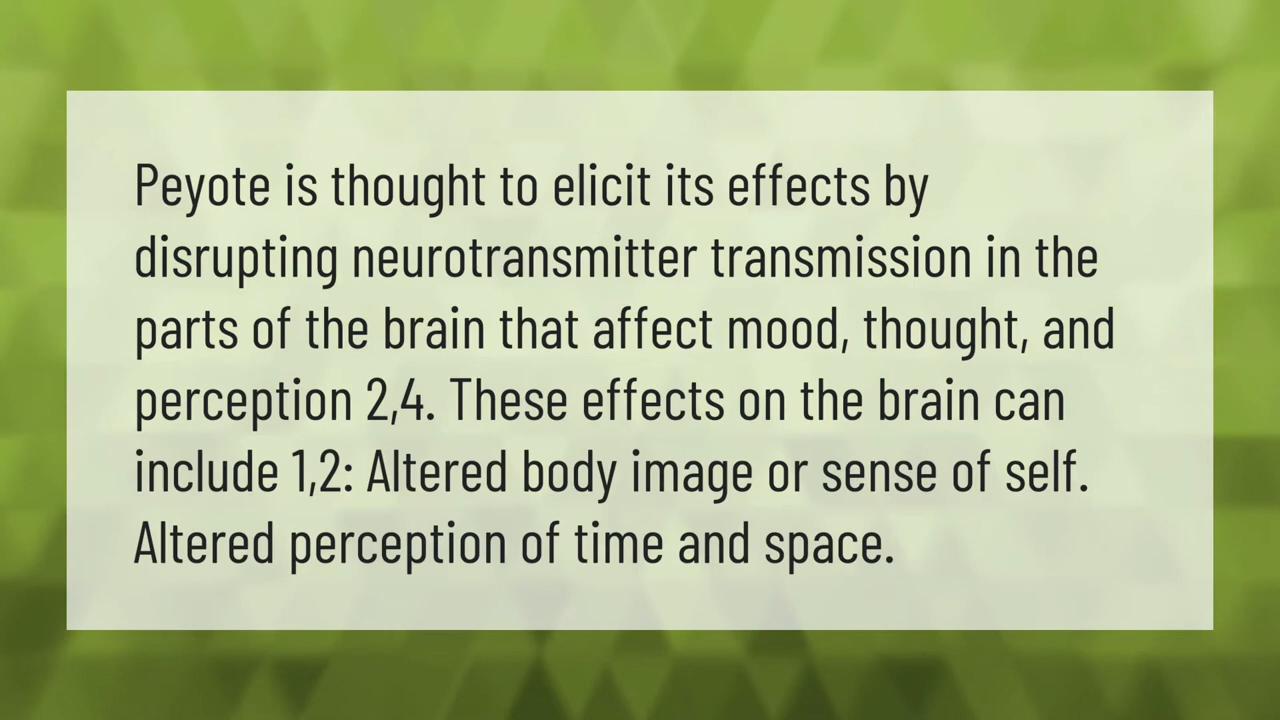 Peyote is thought to elicit its effects by
disrupting neurotransmitter transmission in the
parts of the brain that affect mood, thought, and
perception 2,4. These effects on the brain can
include 1,2: Altered body image or sense of self.
Altered perception of time and space.